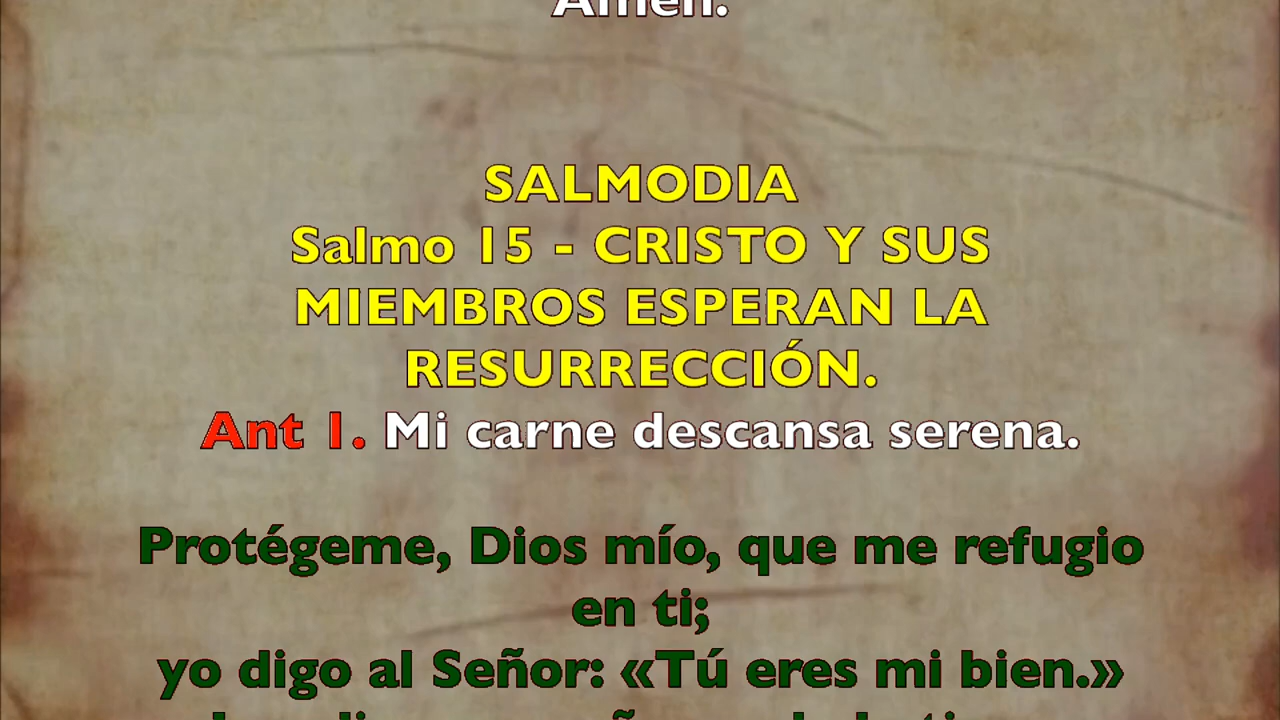 Amén.
SALMODIA
Salmo 15 - CRISTO Y SUS
MIEMBROS ESPERAN LA
RESURRECCIÓN.
Ant 1. Mi carne descansa serena.
Protégeme, Dios mío, que me refugio
en ti;
yo digo al Señor: «Tú eres mi bien.»